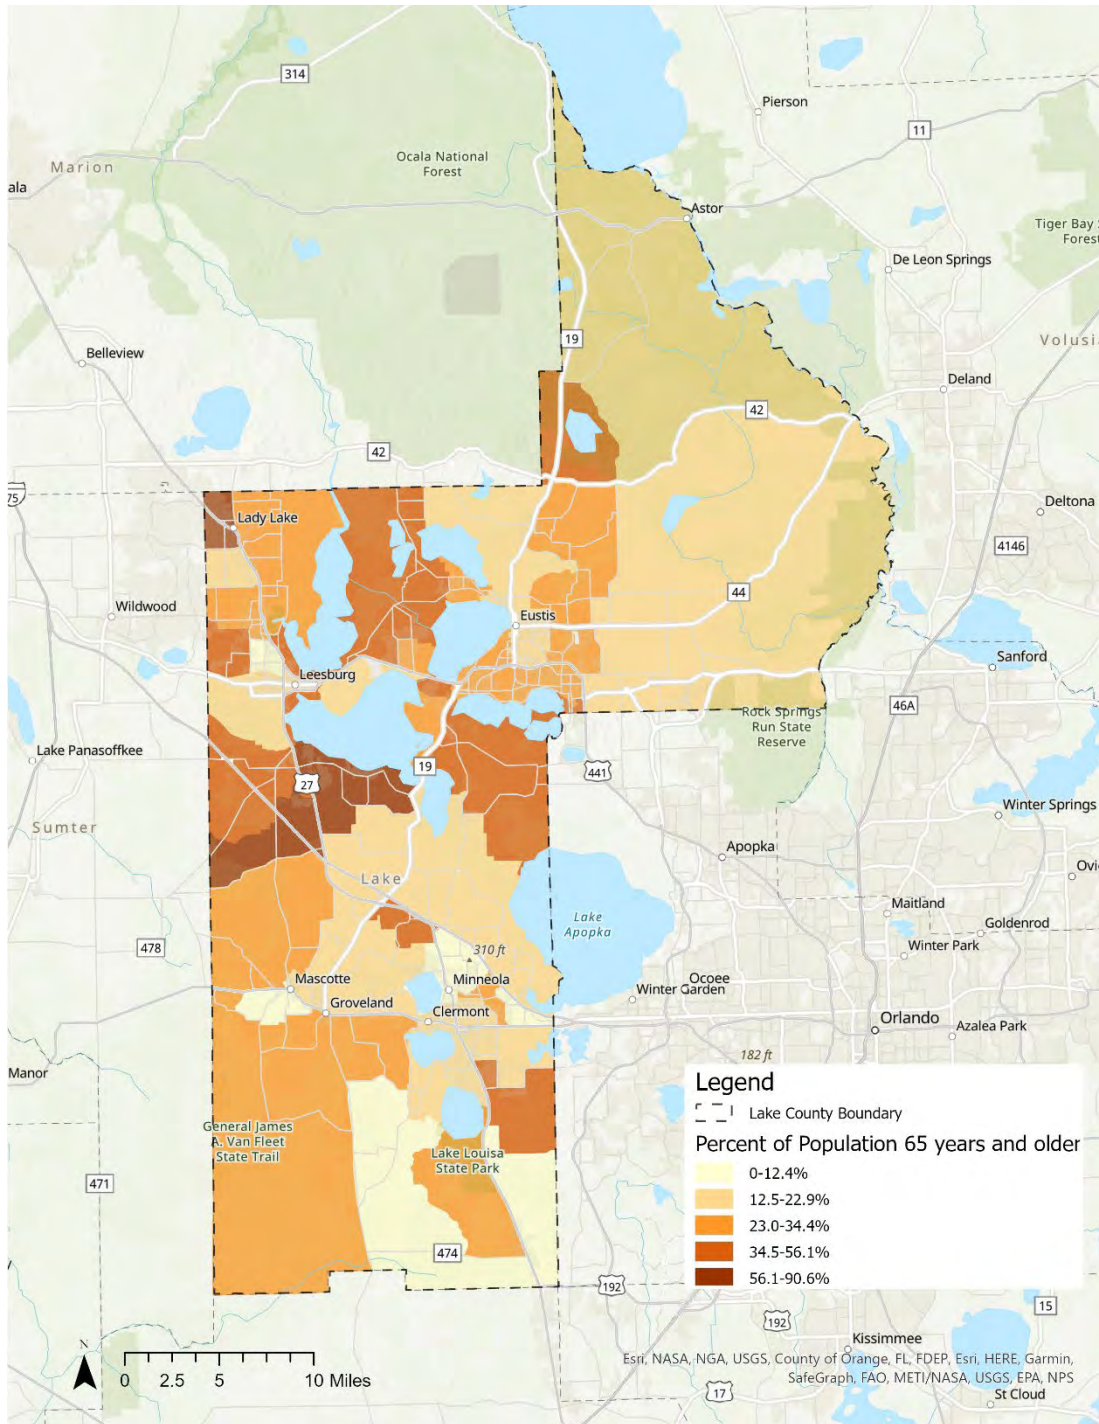 314
Pierson
11
Marion
Ocala National
Forest
ala
Astor
Tiger Bay S
Forest
De Leon Springs
19
Volusia
Belleview
Deland
42
42
75
Lady Lake
Deltona
4146
Wildwood
44
Eustis
Sanford
Leesburg
46A
Rock Springs
Run State
Reserve
Lake Panasoffkee
19
441
27
Winter Springs
Sumter
Apopka
Ovi
Lake
Maitland
Lake
Apopka
Goldenrod
478
310 ft
Winter Park
Mascotte
Minneola
Ocoee
Winter Garden
Groveland
Clermont
Orlando
Azalea Park
182 ft
Manor
Legend
Lake County Boundary
General James
A. Van Fleet
State Trail
Percent of Population 65 years and older
Lake Louisa
State Park
0-12.4%
471
12.5-22.9%
23.0-34.4%
474
34.5-56.1%
56.1-90.6%
192
15
192
N
Kissimmee
0 2.5 5 10 Miles
Esri, NASA, NGA, USGS, County of Orange, FL, FDEP, Esri, HERE, Garmin,
SafeGraph, FAO, METI/NASA, USGS, EPA, NPS
17
St Cloud